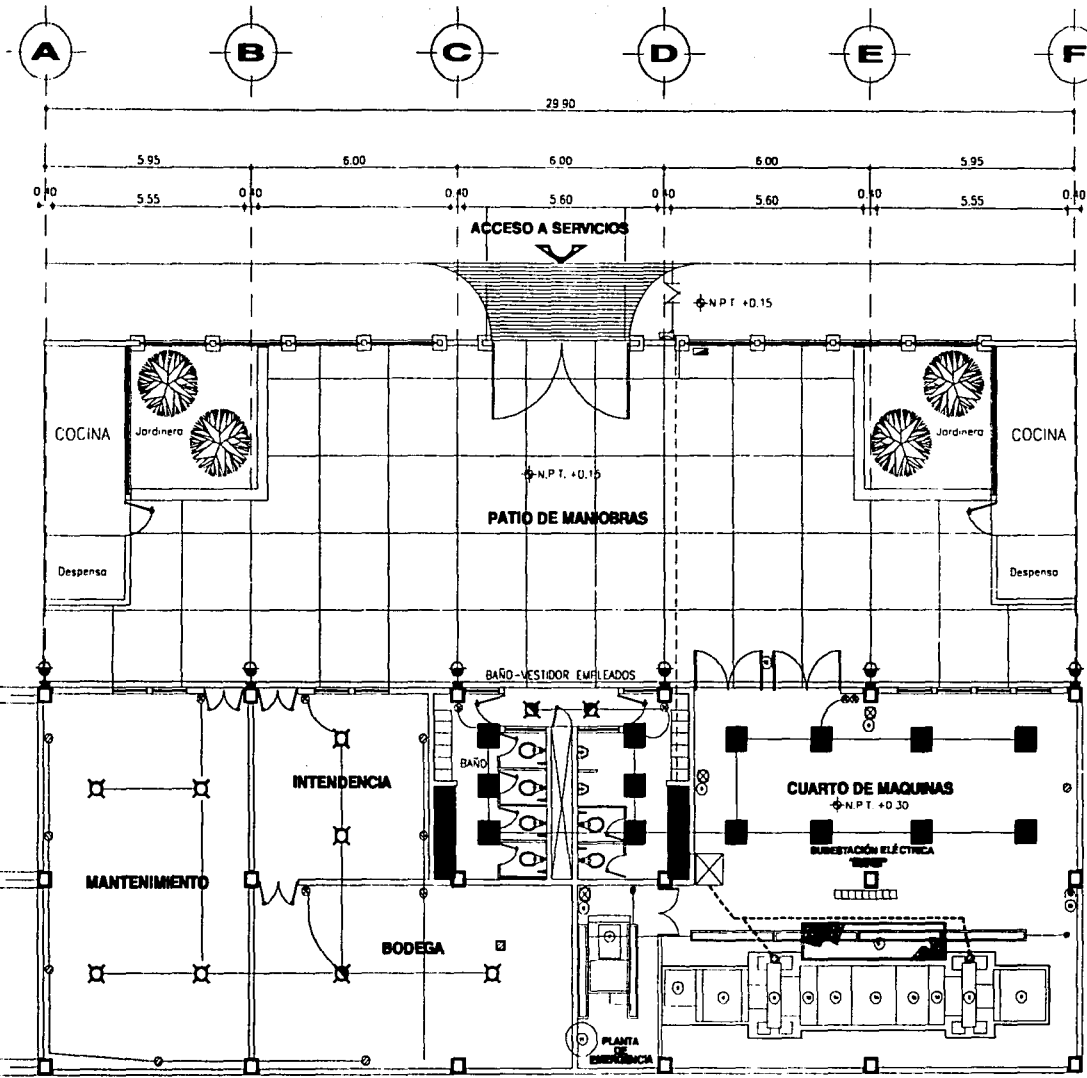 A B C D E F
29.90
5.95 6.00 6.00 6.00 5.95
0.40 5.55 0.40 0.40 5.60 0.40 5.60 0.40 5.55 0.40
ACCESO A SERVICIOS
N.P.T. +0.15
COCINA Jardinera Jardinera COCINA
N.P.T. +0.15
PATIO DE MANIOBRAS
Despensa Despensa
BAÑO-VESTIDOR EMPLEADOS
BAÑO
INTENDENCIA
CUARTO DE MAQUINAS
N.P.T. +0.30
SUBESTACIÓN ELÉCTRICA
MANTENIMIENTO
BODEGA
PLANTA
DE
EMERGENCIA